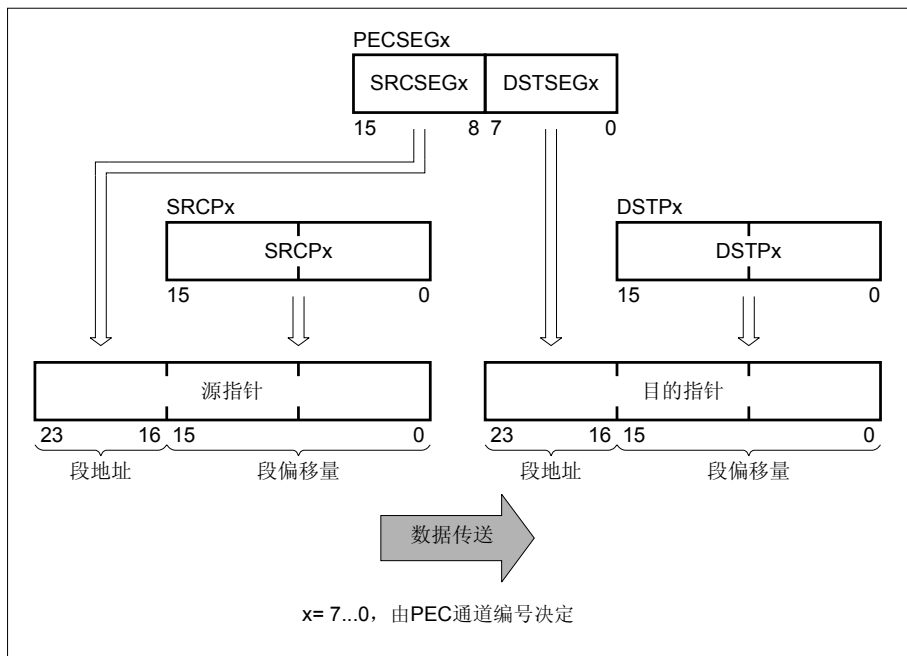 PECSEGx
SRCSEGx DSTSEGx
15 8 7 0
SRCPx DSTPx
SRCPx DSTPx
15 0 15 0
源指针 目的指针
23 16 15 0 23 16 15 0
段地址 段偏移量 段地址 段偏移量
数据传送
x= 7...0，由PEC通道编号决定